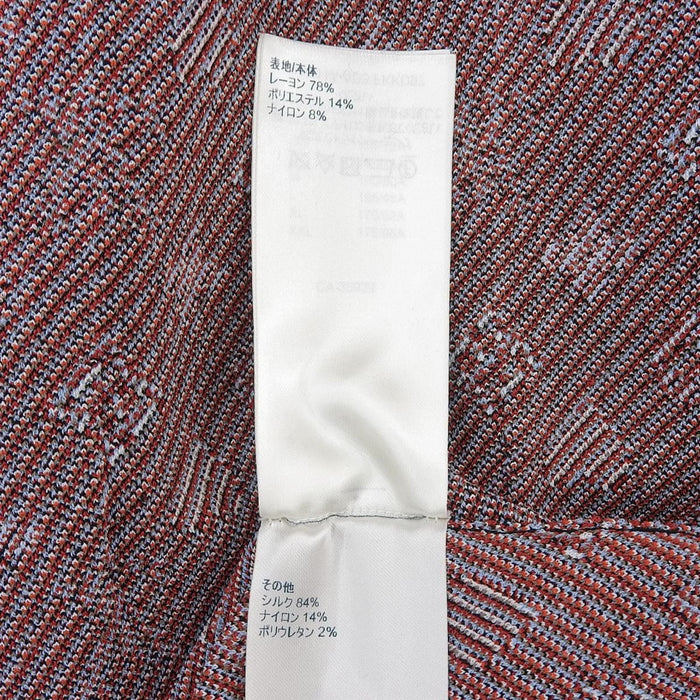 表地/本体
レーヨン 78%
ポリエステル 14%
ナイロン 8%
その他
シルク 84%
ナイロン 14%
ポリウレタン 2%